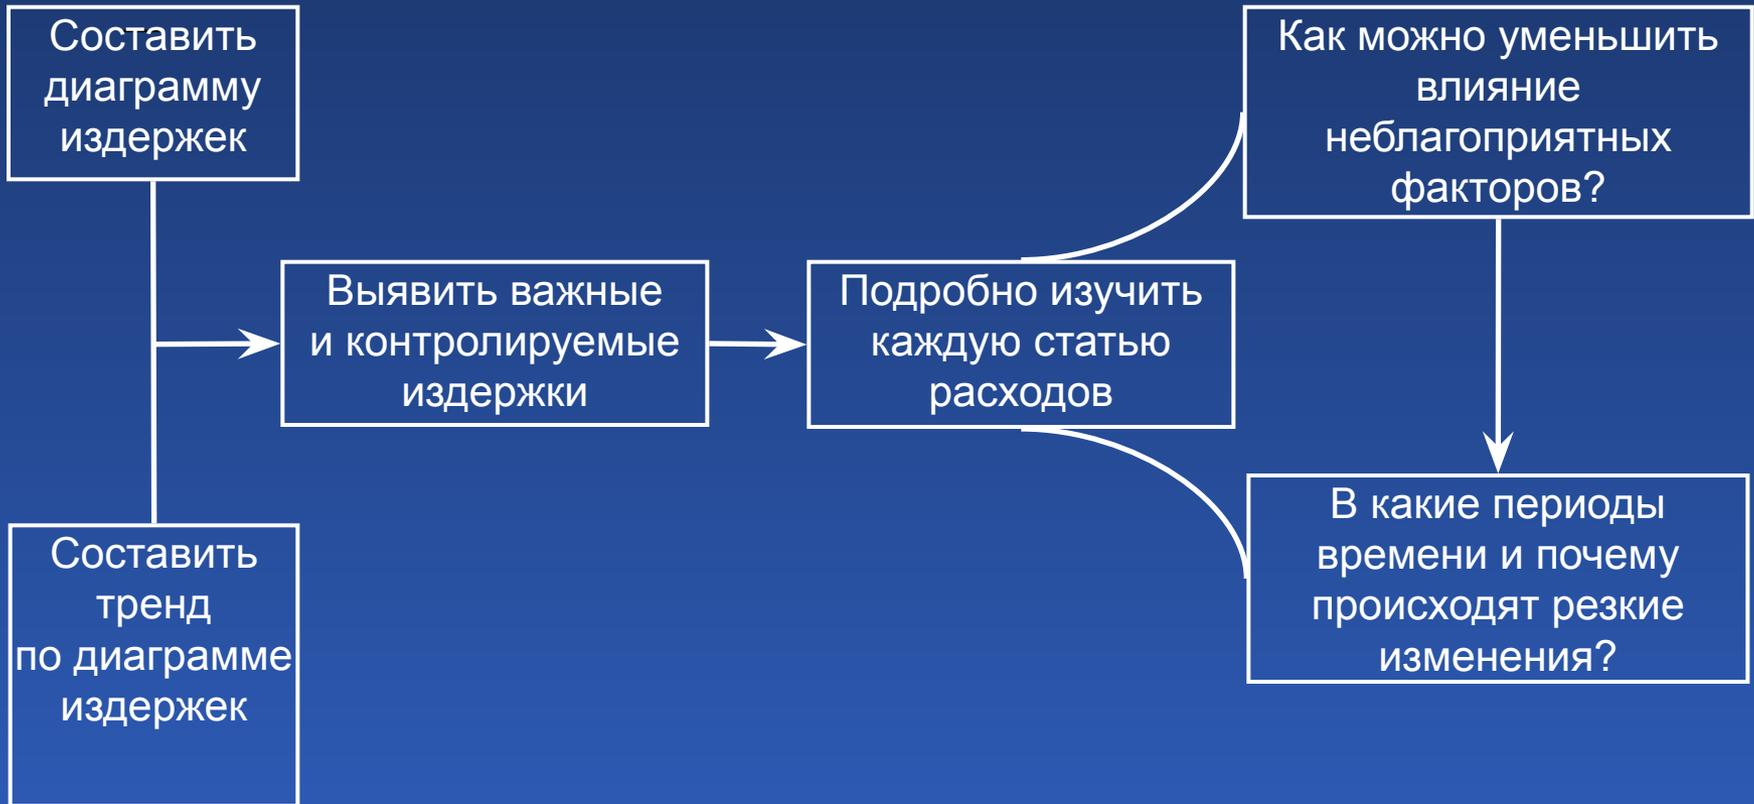 Составить
диаграмму
издержек
Как можно уменьшить
влияние
неблагоприятных
факторов?
Выявить важные
и контролируемые
издержки
Подробно изучить
каждую статью
расходов
Составить
тренд
по диаграмме
издержек
В какие периоды
времени и почему
происходят резкие
изменения?